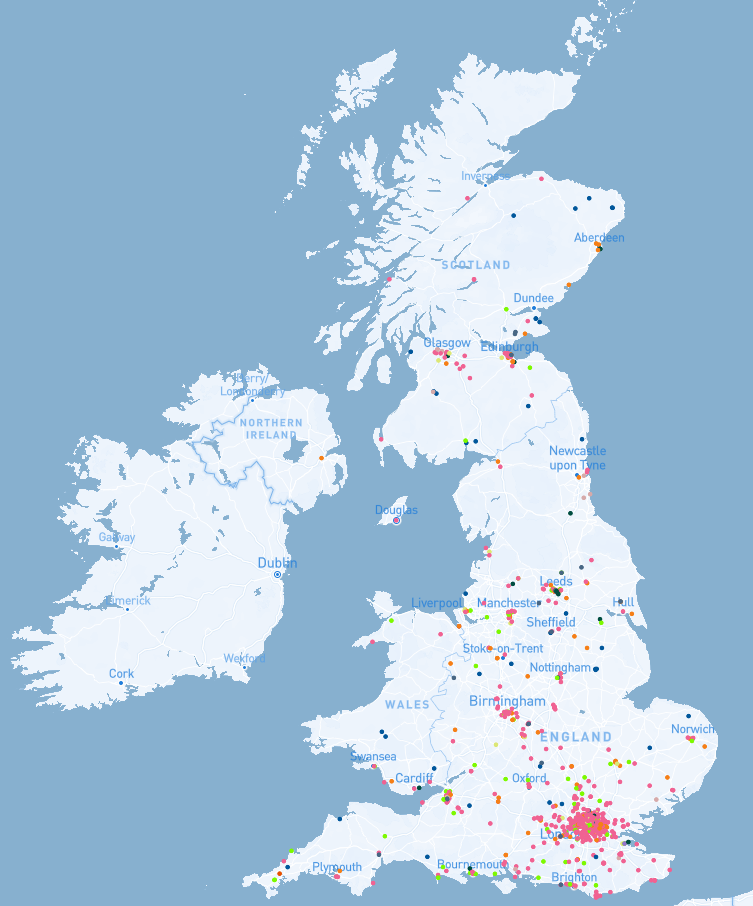 Inverness
Aberdeen
SCOTLAND
Dundee
Glasgow
Edinburgh
Derry/
Londonderry
NORTHERN
IRELAND
Newcastle
upon Tyne
Douglas
Galway
Dublin
Leeds
Limerick
Liverpool
Manchester
Hull
Sheffield
Stoke-on-Trent
Wexford
Nottingham
Cork
WALES
Birmingham
Norwich
ENGLAND
Swansea
Cardiff
Oxford
Lon
Plymouth
Bournemouth
Brighton